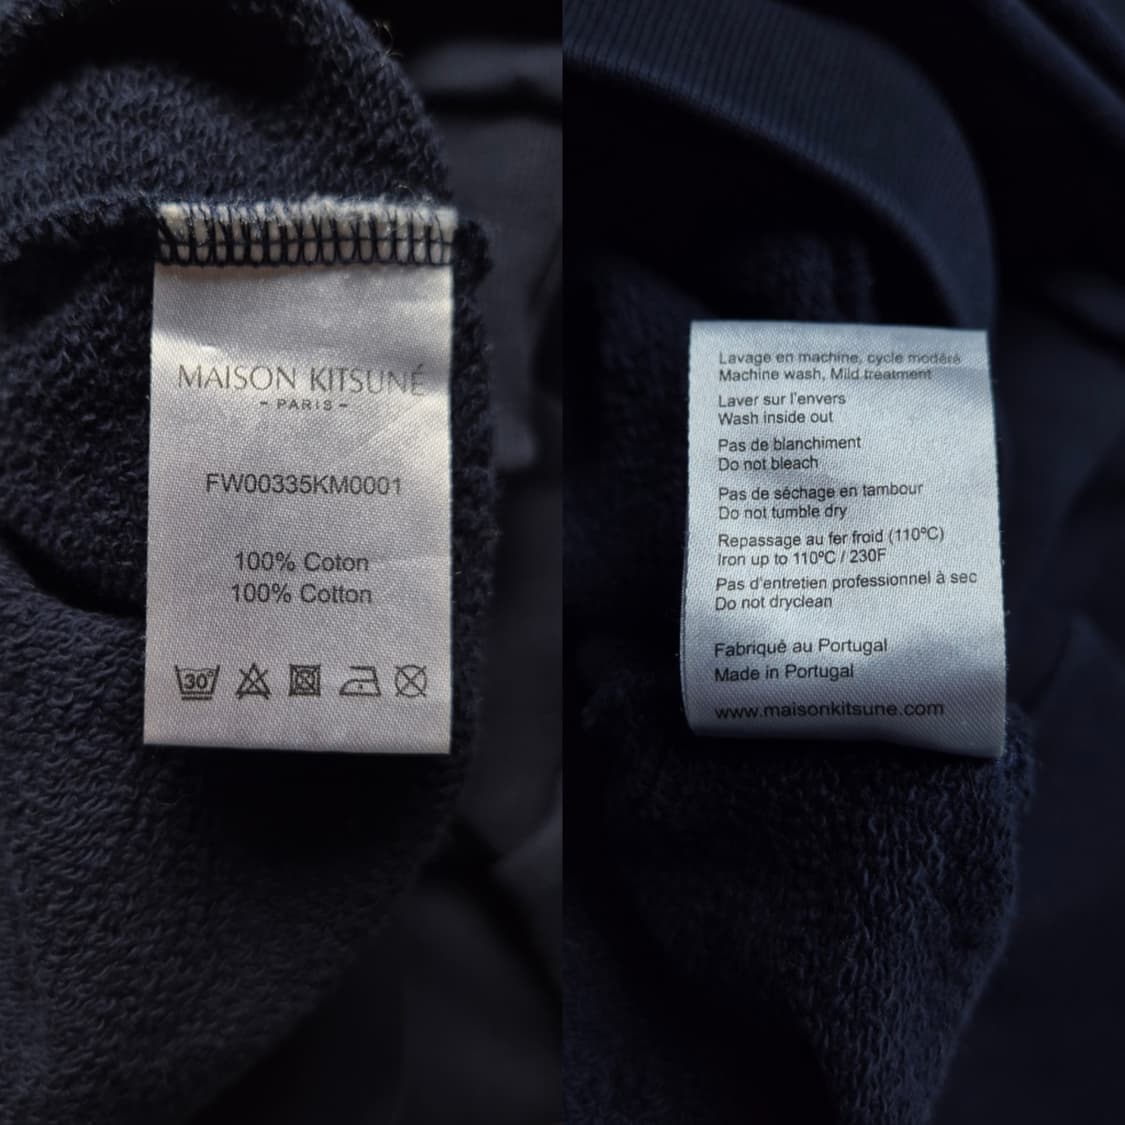 MAISON KITSUNÉ
- PARIS -
FW00335KM0001
100% Coton
100% Cotton
30°
Lavage en machine, cycle modéré
Machine wash, Mild treatment
Laver sur l'envers
Wash inside out
Pas de blanchiment
Do not bleach
Pas de séchage en tambour
Do not tumble dry
Repassage au fer froid (110ºC)
Iron up to 110ºC / 230F
Pas d'entretien professionnel à sec
Do not dryclean
Fabriqué au Portugal
Made in Portugal
www.maisonkitsune.com